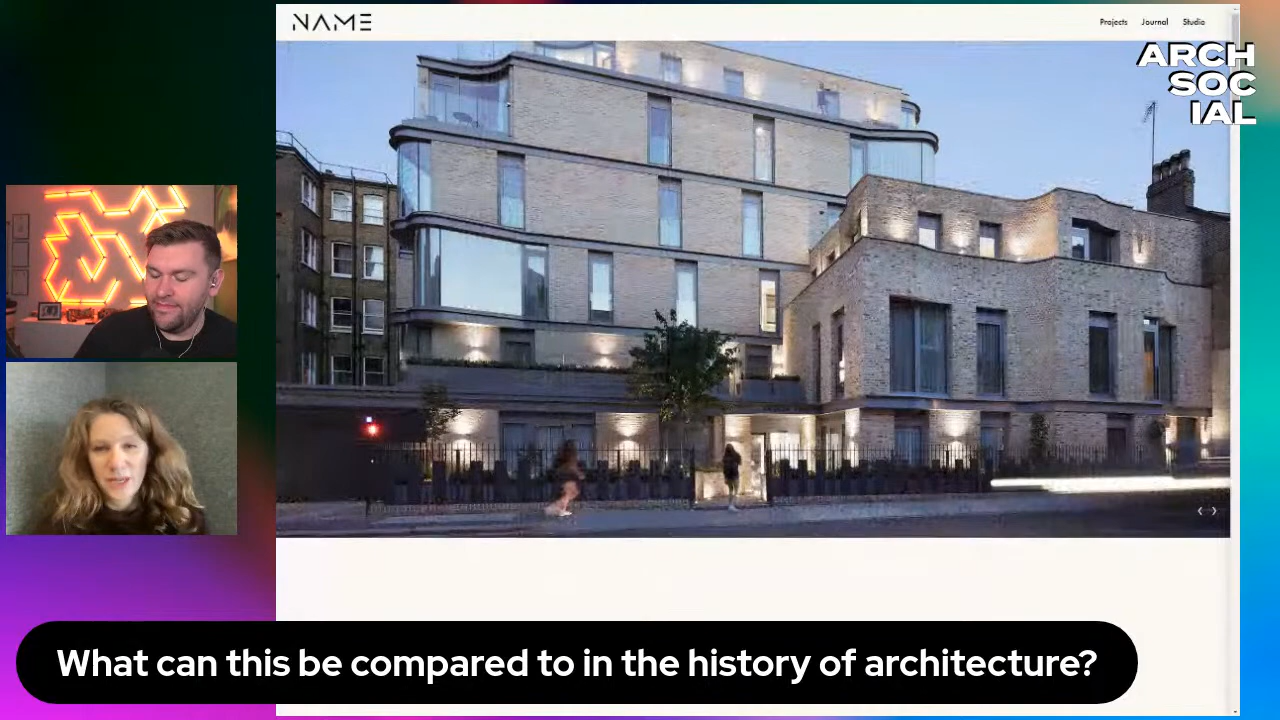 NAME
Projects Journal Studio
ARCH
SOC
IAL
What can this be compared to in the history of architecture?